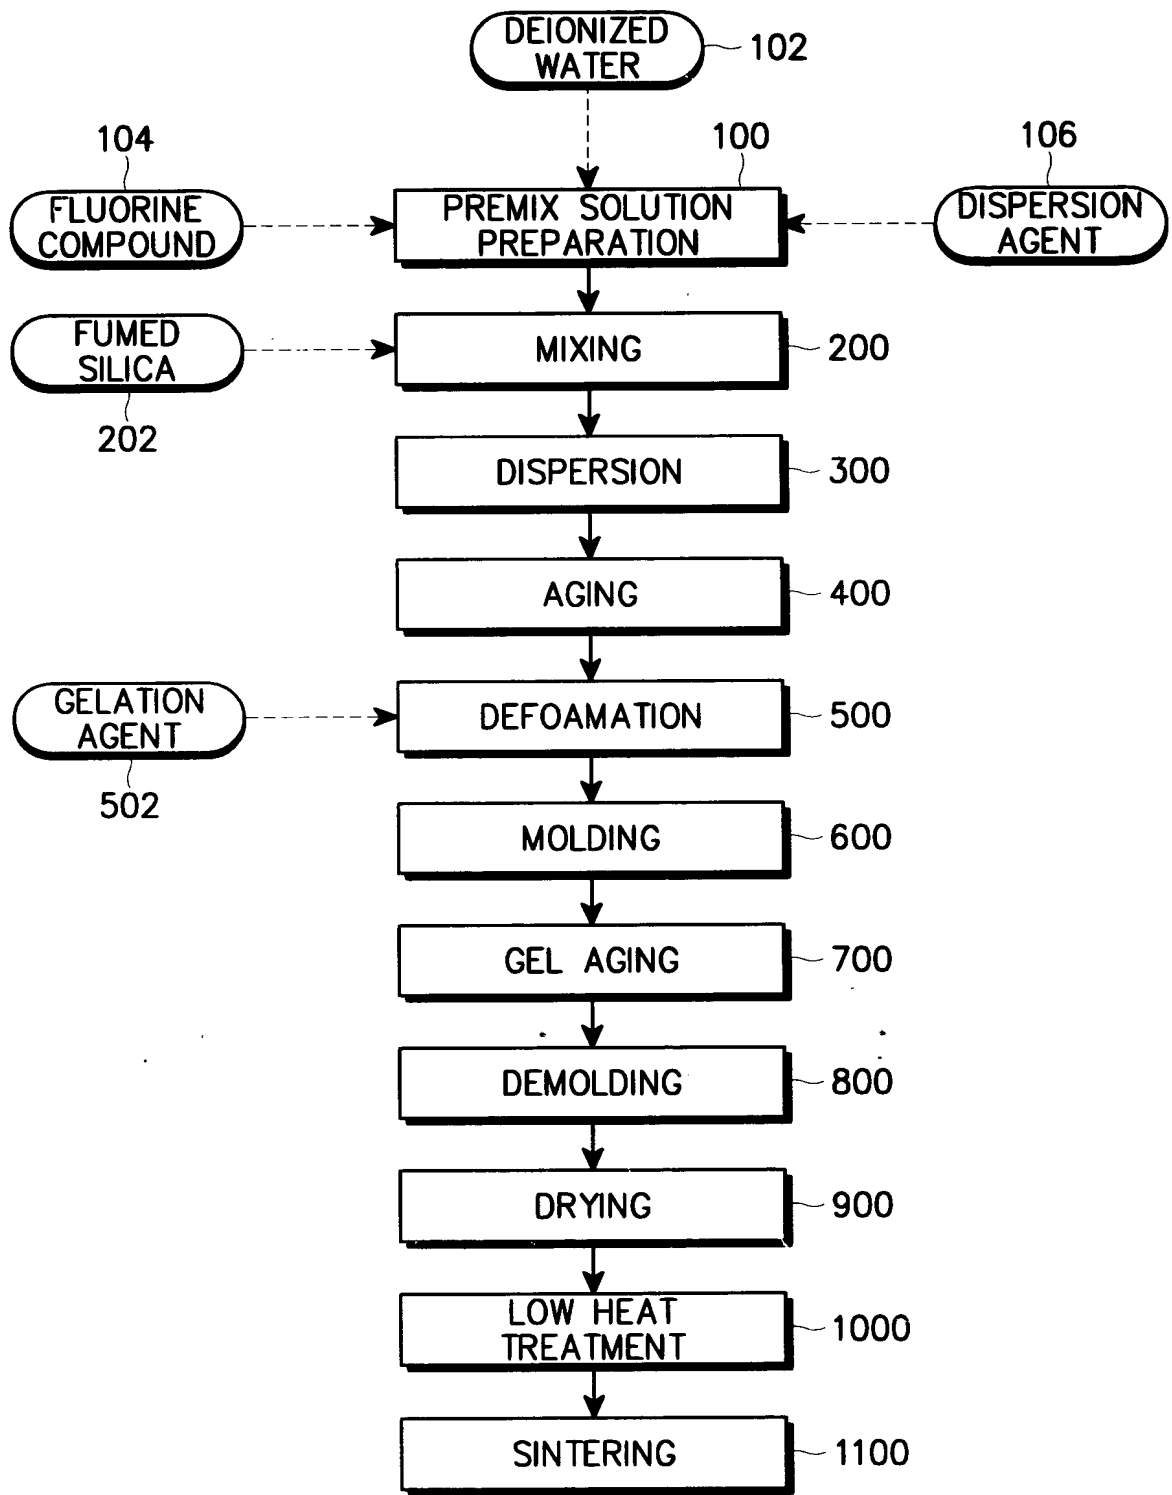 DEIONIZED
WATER
102
104
100
106
FLUORINE
COMPOUND
PREMIX SOLUTION
PREPARATION
DISPERSION
AGENT
FUMED
SILICA
202
MIXING
200
DISPERSION
300
AGING
400
GELATION
AGENT
502
DEFOAMATION
500
MOLDING
600
GEL AGING
700
DEMOLDING
800
DRYING
900
LOW HEAT
TREATMENT
1000
SINTERING
1100